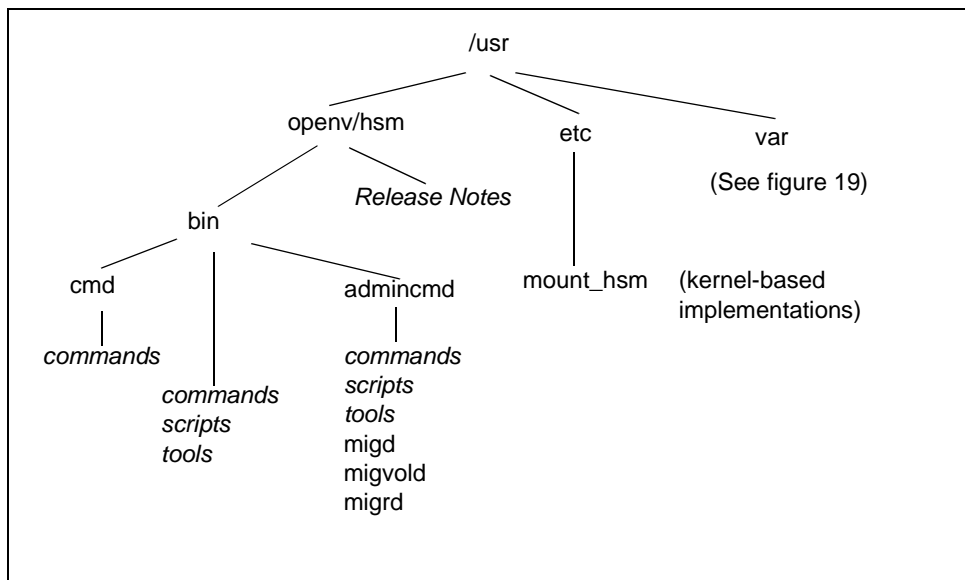 /usr
openv/hsm
etc
var
(See figure 19)
Release Notes
bin
cmd
admincmd
mount_hsm
(kernel-based
implementations)
commands
commands
scripts
tools
commands
scripts
tools
migd
migvold
migrd